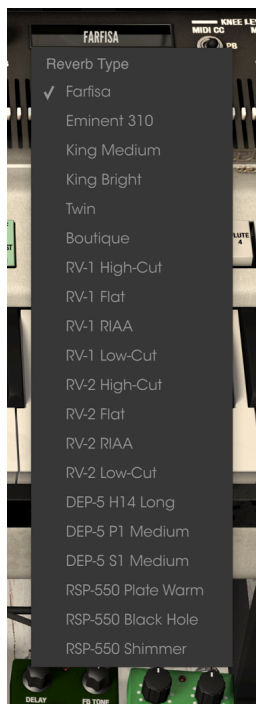 KNEE LE
MIDI CC
FARFISA
PB
Reverb Type
✓ Farfisa
Eminent 310
King Medium
King Bright
Twin
Boutique
LUTE
4
ST
RV-1 High-Cut
RV-1 Flat
RV-1 RIAA
RV-1 Low-Cut
RV-2 High-Cut
RV-2 Flat
RV-2 RIAA
RV-2 Low-Cut
DEP-5 H14 Long
DEP-5 P1 Medium
DEP-5 S1 Medium
RSP-550 Plate Warm
RSP-550 Black Hole
RSP-550 Shimmer
DELAY
FB TONE